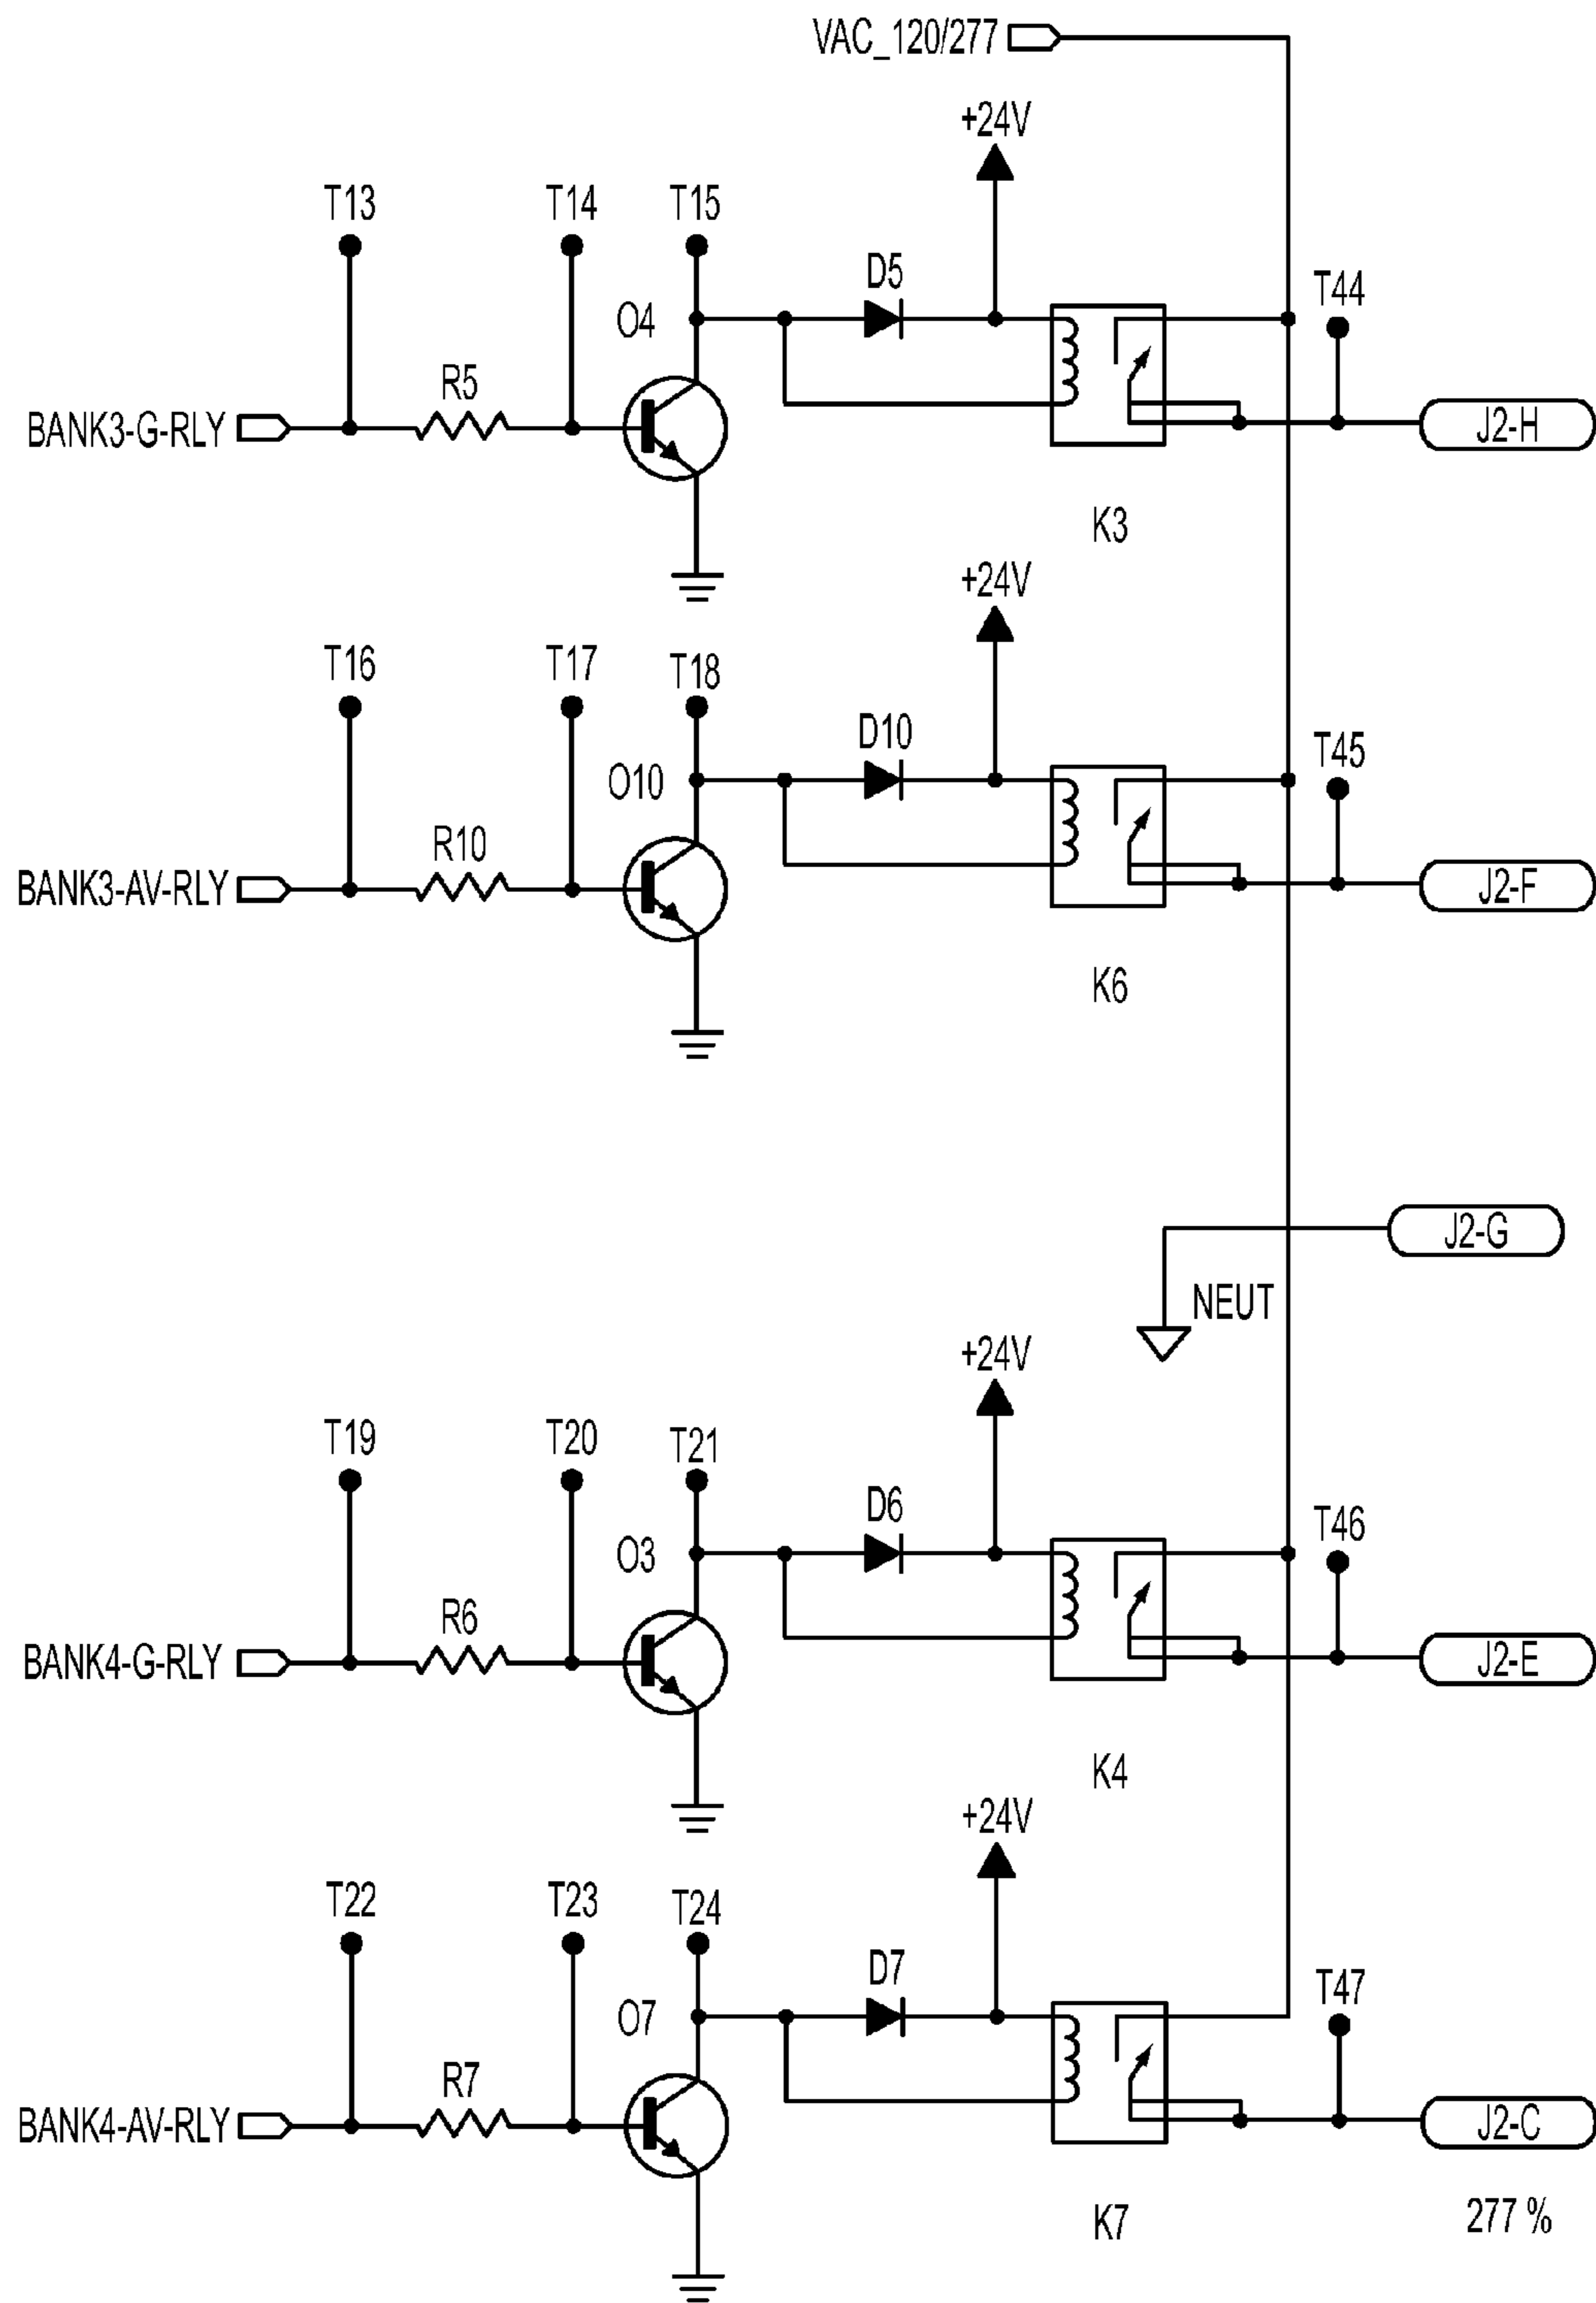 VAC_120/277
+24V
T13
T14
T15
D5
T44
O4
R5
BANK3-G-RLY
J2-H
K3
+24V
T16
T17
T18
D10
T45
O10
R10
BANK3-AV-RLY
J2-F
K6
J2-G
NEUT
+24V
T19
T20
T21
D6
T46
O3
R6
BANK4-G-RLY
J2-E
K4
+24V
T22
T23
T24
D7
T47
O7
R7
BANK4-AV-RLY
J2-C
K7
277 %